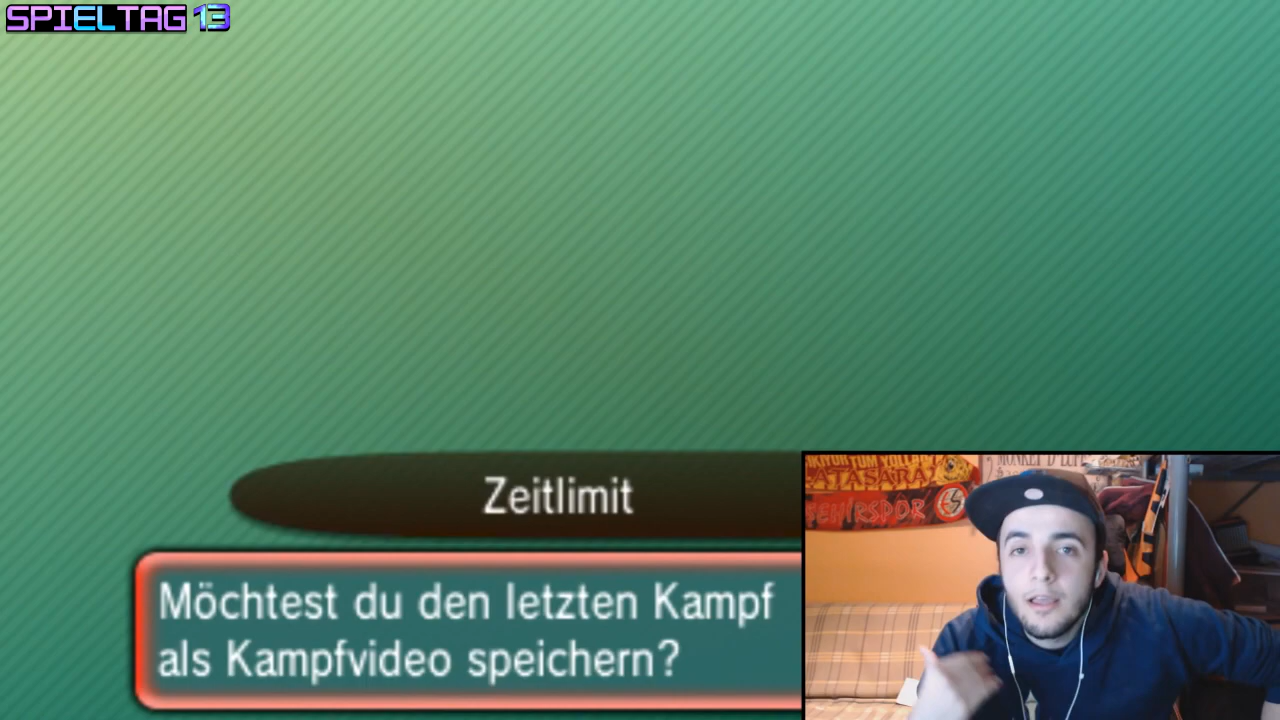 SPIELTAG 13
Zeitlimit
Möchtest du den letzten Kampf
als Kampfvideo speichern?